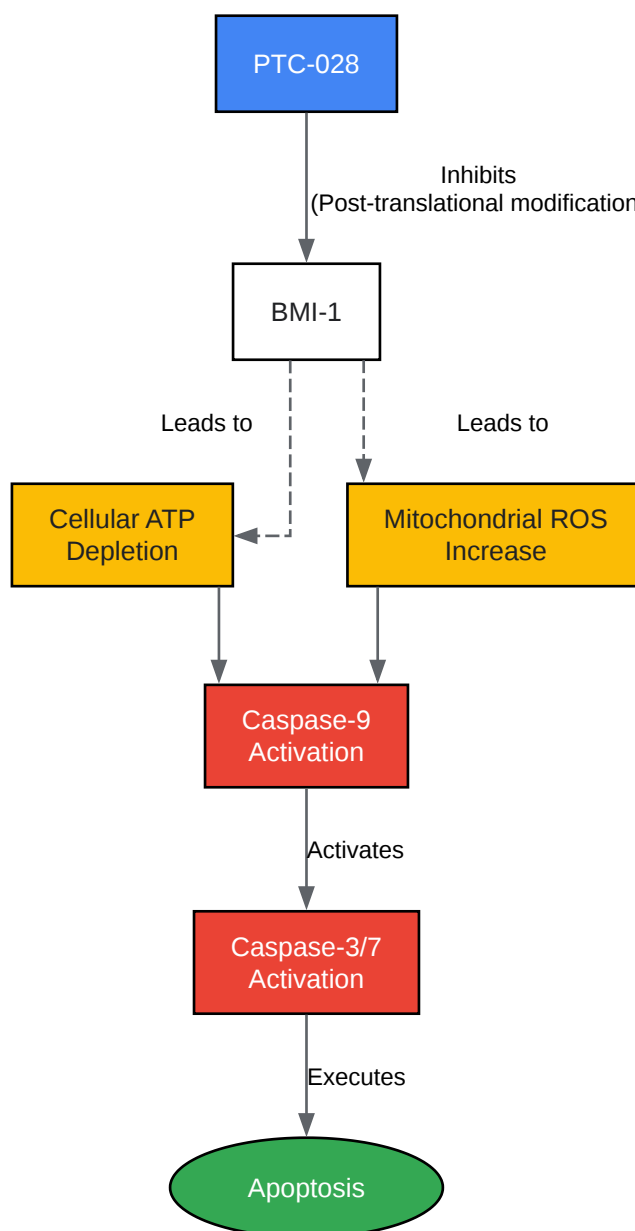 PTC-028
Inhibits
(Post-translational modification
BMI-1
Leads to
Leads to
Cellular ATP
Depletion
Mitochondrial ROS
Increase
Caspase-9
Activation
Activates
Caspase-3/7
Activation
Executes
Apoptosis